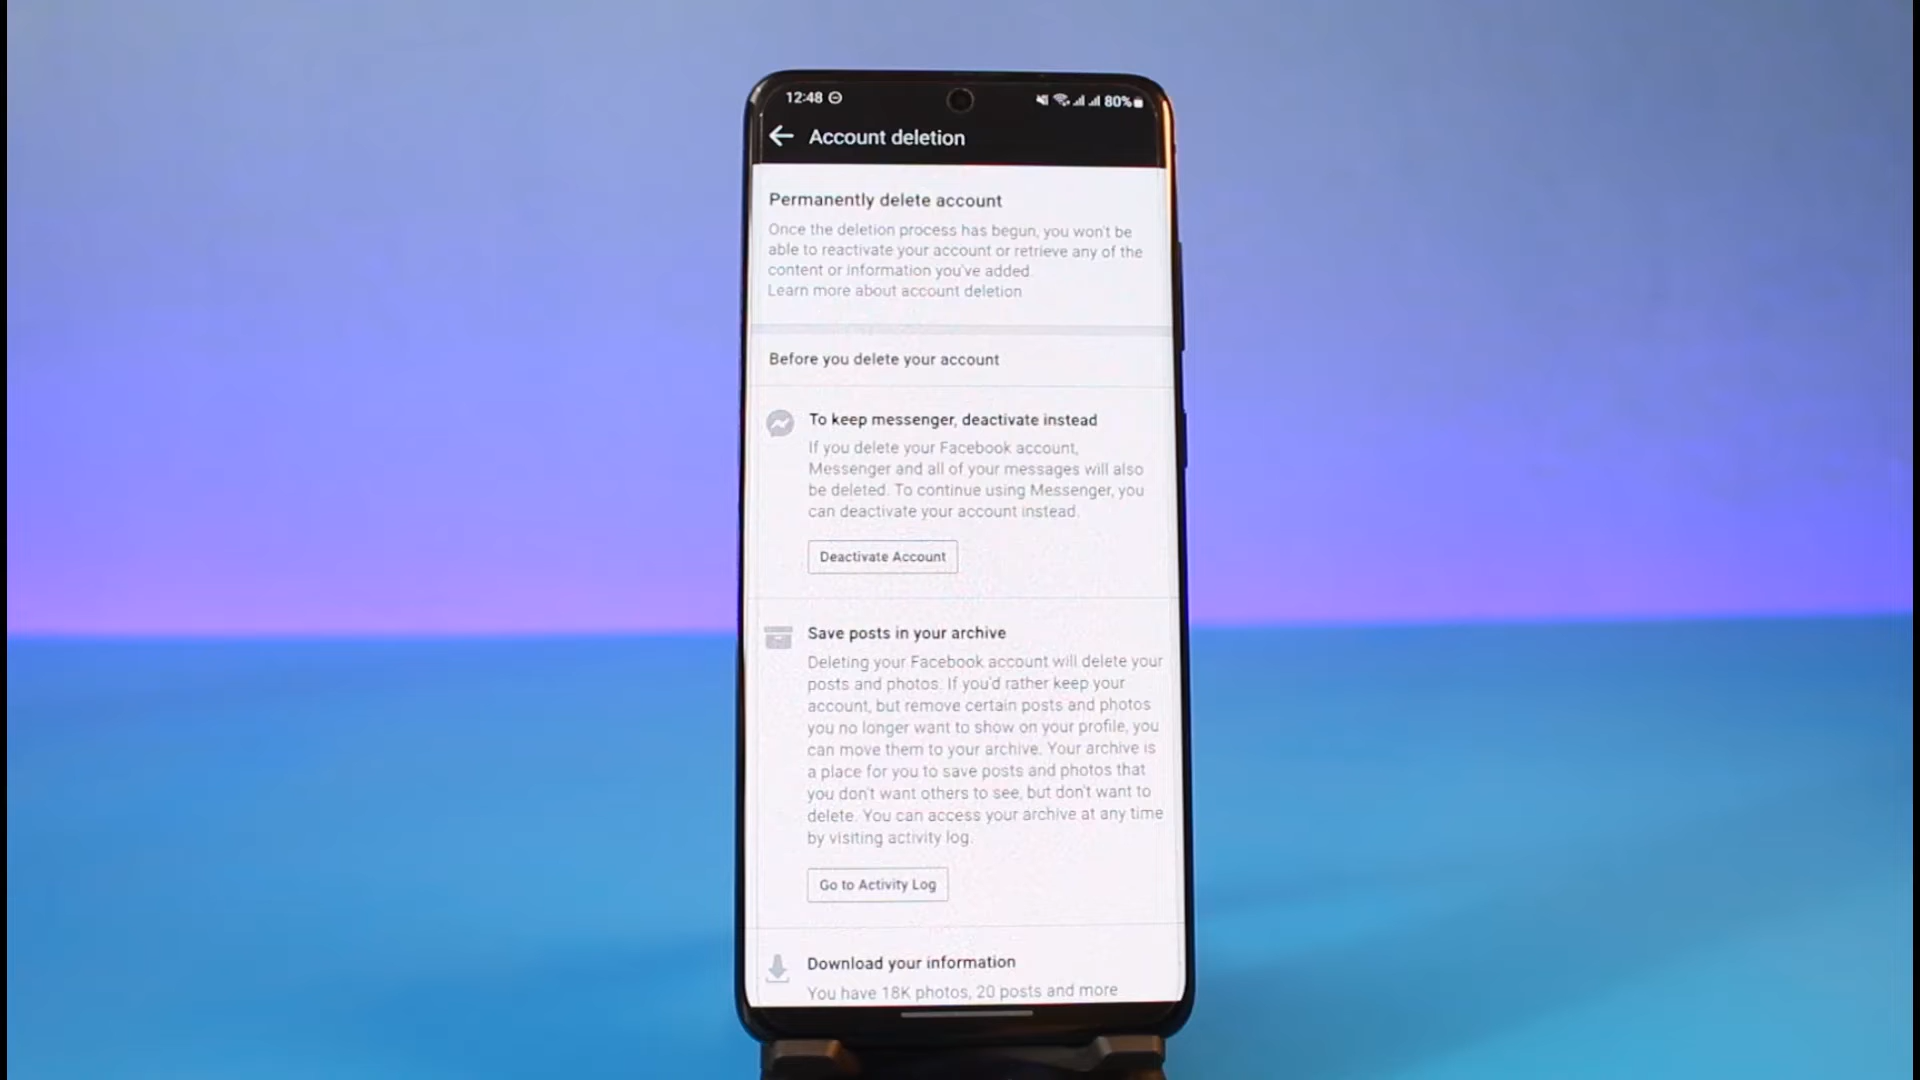 12:48 80%
Account deletion
Permanently delete account
Once the deletion process has begun, you won't be
able to reactivate your account or retrieve any of the
content or information you've added.
Learn more about account deletion
Before you delete your account
To keep messenger, deactivate instead
If you delete your Facebook account,
Messenger and all of your messages will also
be deleted. To continue using Messenger, you
can deactivate your account instead.
Deactivate Account
Save posts in your archive
Deleting your Facebook account will delete your
posts and photos. If you'd rather keep your
account, but remove certain posts and photos
you no longer want to show on your profile, you
can move them to your archive. Your archive is
a place for you to save posts and photos that
you don't want others to see, but don't want to
delete. You can access your archive at any time
by visiting activity log.
Go to Activity Log
Download your information
You have 18K photos, 20 posts and more